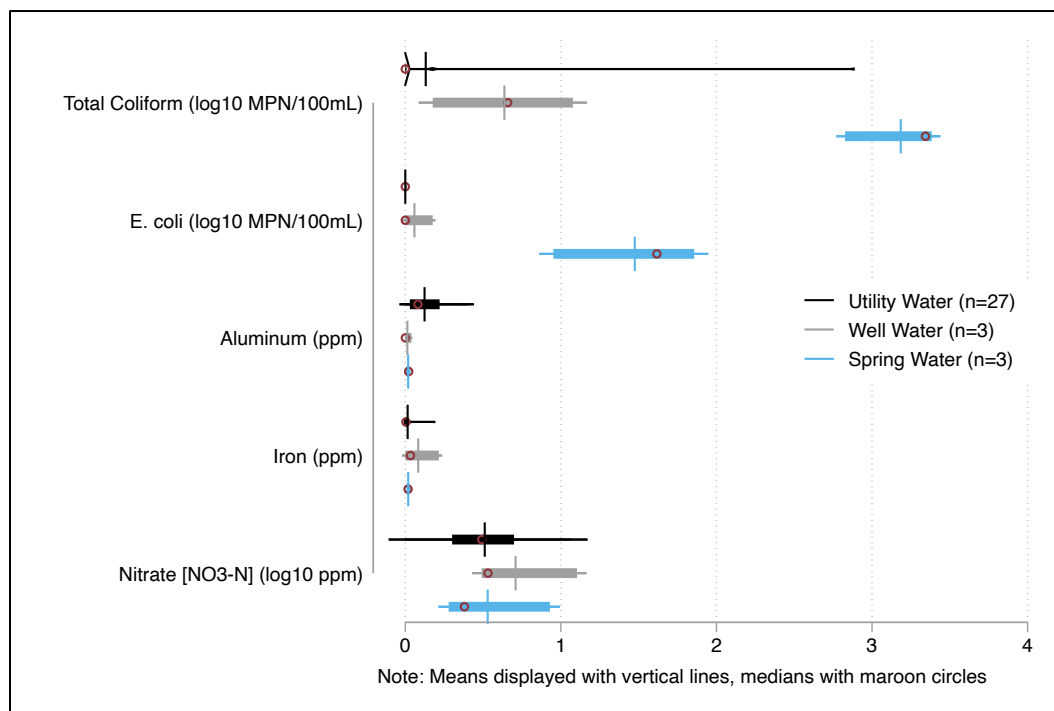 Total Coliform (log10 MPN/100mL)
E. coli (log10 MPN/100mL)
Aluminum (ppm)
Iron (ppm)
Nitrate [NO3-N] (log10 ppm)
Utility Water (n=27)
Well Water (n=3)
Spring Water (n=3)
0 1 2 3 4
Note: Means displayed with vertical lines, medians with maroon circles